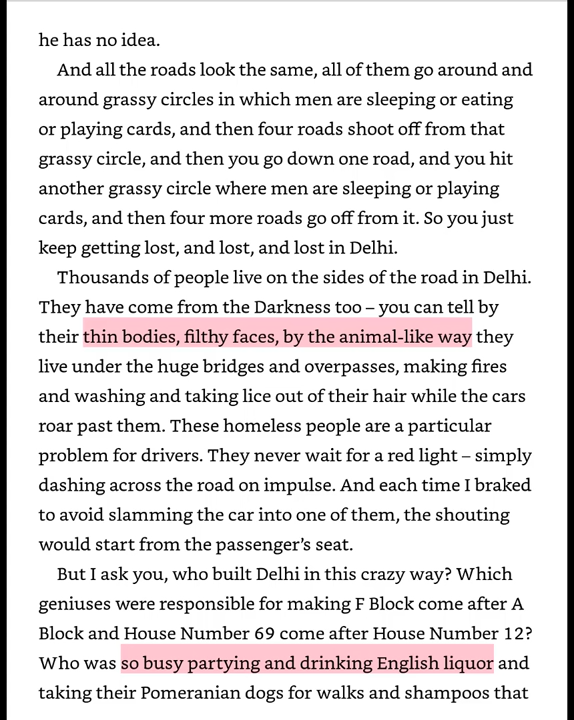 he has no idea.
And all the roads look the same, all of them go around and
around grassy circles in which men are sleeping or eating
or playing cards, and then four roads shoot off from that
grassy circle, and then you go down one road, and you hit
another grassy circle where men are sleeping or playing
cards, and then four more roads go off from it. So you just
keep getting lost, and lost, and lost in Delhi.
Thousands of people live on the sides of the road in Delhi.
They have come from the Darkness too – you can tell by
their thin bodies, filthy faces, by the animal-like way they
live under the huge bridges and overpasses, making fires
and washing and taking lice out of their hair while the cars
roar past them. These homeless people are a particular
problem for drivers. They never wait for a red light – simply
dashing across the road on impulse. And each time I braked
to avoid slamming the car into one of them, the shouting
would start from the passenger’s seat.
But I ask you, who built Delhi in this crazy way? Which
geniuses were responsible for making F Block come after A
Block and House Number 69 come after House Number 12?
Who was so busy partying and drinking English liquor and
taking their Pomeranian dogs for walks and shampoos that